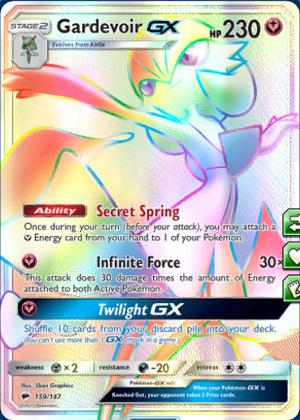 STAGE2 Gardevoir GX HP230
Evolves from Kirlia
Ability Secret Spring
Once during your turn (before your attack), you may attach a
Energy card from your hand to 1 of your Pokémon.
Infinite Force 30×
This attack does 30 damage times the amount of Energy
attached to both Active Pokémon.
Twilight GX
Shuffle 10 cards from your discard pile into your deck.
(You can't use more than 1 GX attack in a game.)
weakness ×2 resistance -20 retreat
Illus. 5ban Graphics
Pokémon-GX rule
When your Pokémon-GX is
Knocked Out, your opponent takes 2 Prize cards.
159/147
©2017 Pokémon